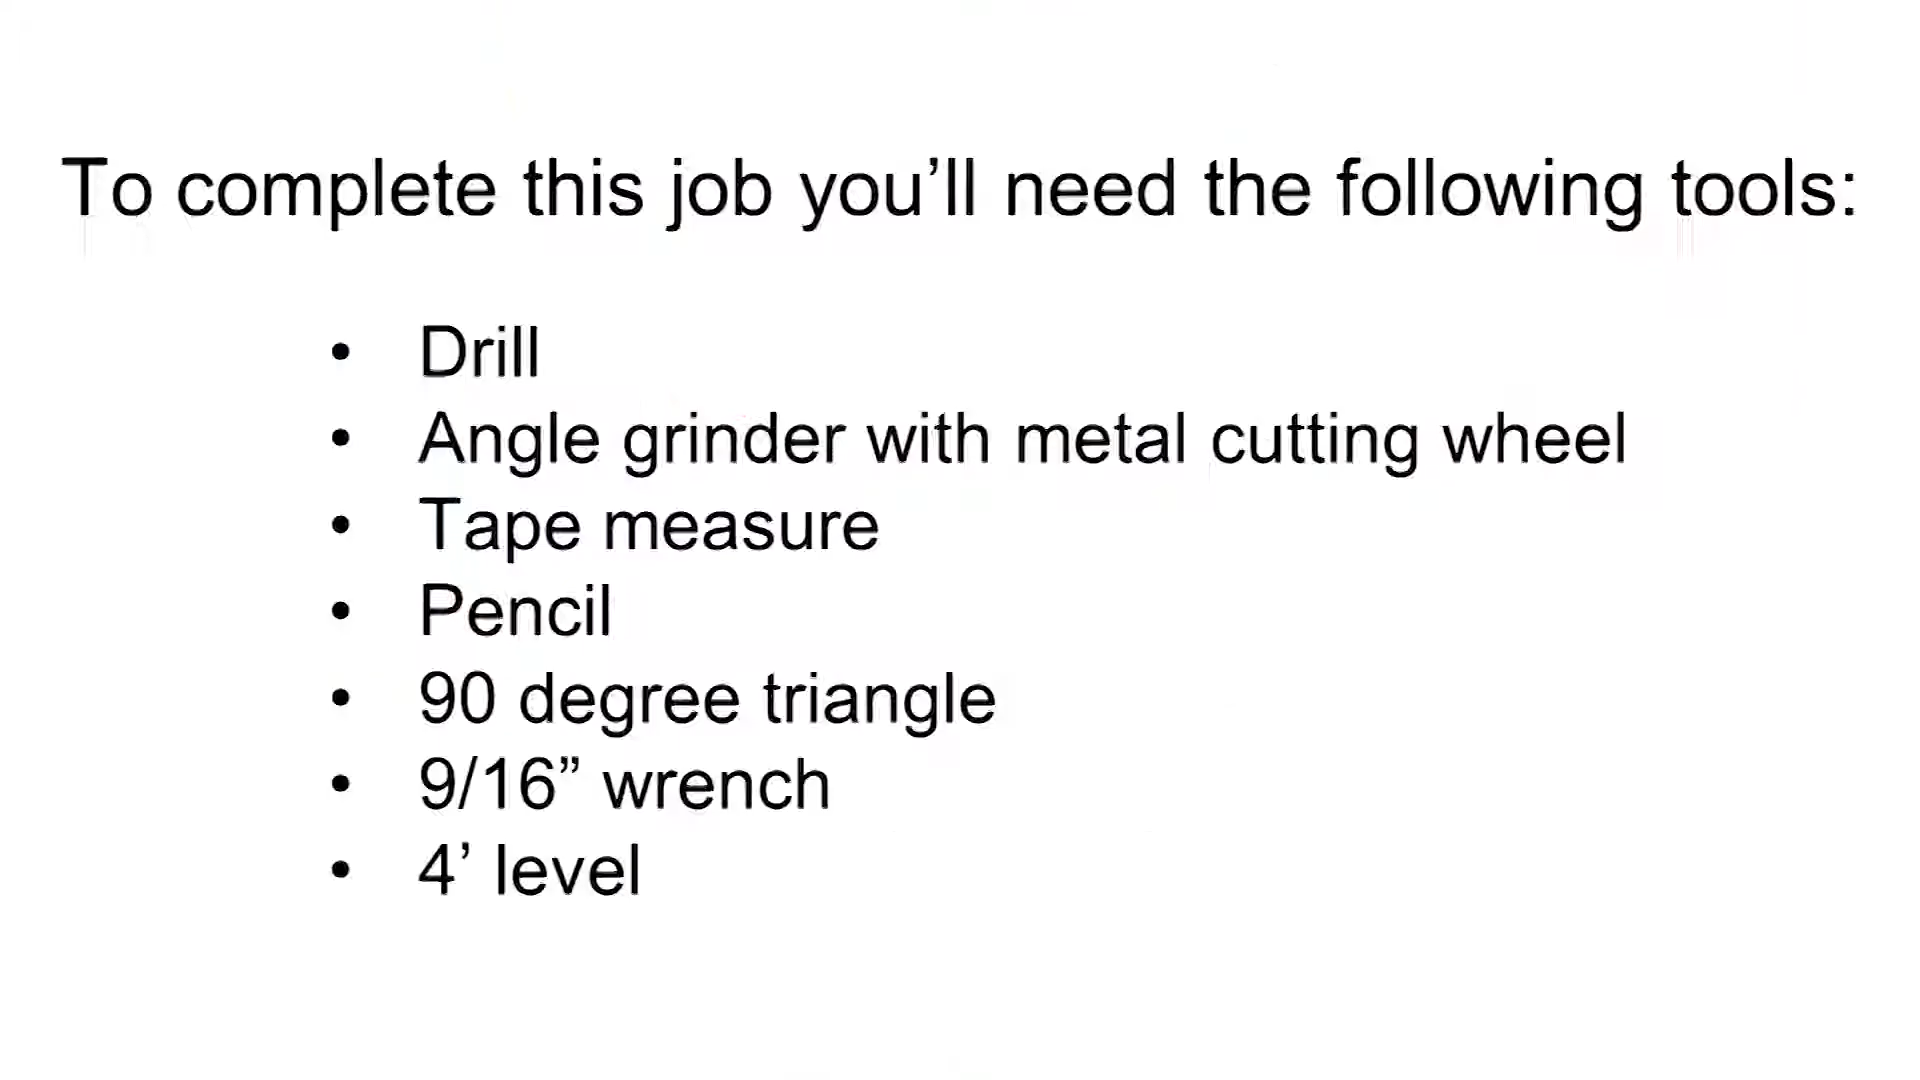 To complete this job you’ll need the following tools:
• Drill
• Angle grinder with metal cutting wheel
• Tape measure
• Pencil
• 90 degree triangle
• 9/16” wrench
• 4’ level